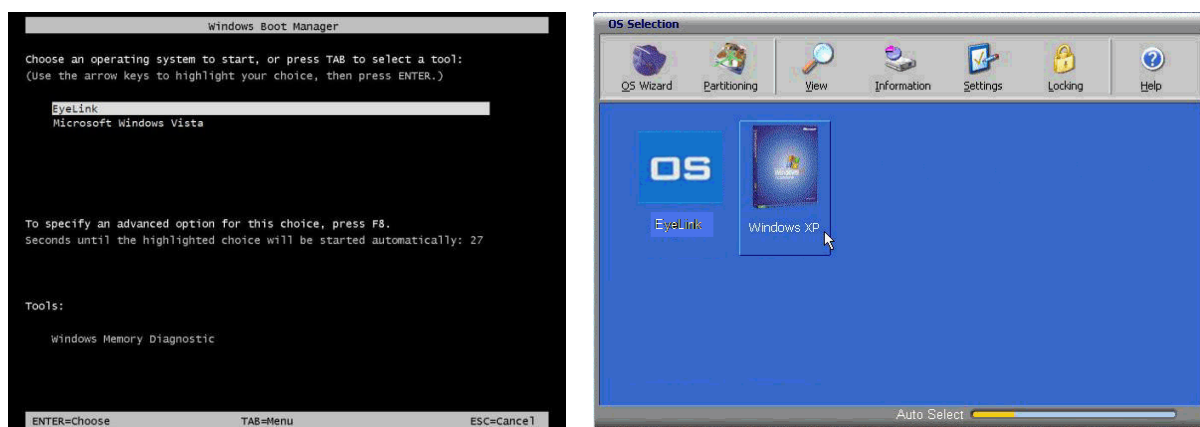 Windows Boot Manager
Choose an operating system to start, or press TAB to select a tool:
(Use the arrow keys to highlight your choice, then press ENTER.)
EyeLink
Microsoft Windows Vista
To specify an advanced option for this choice, press F8.
Seconds until the highlighted choice will be started automatically: 27
Tools:
Windows Memory Diagnostic
ENTER=Choose TAB=Menu ESC=Cancel
OS Selection
OS Wizard Partitioning View Information Settings Locking Help
OS
EyeLink Windows XP
Auto Select